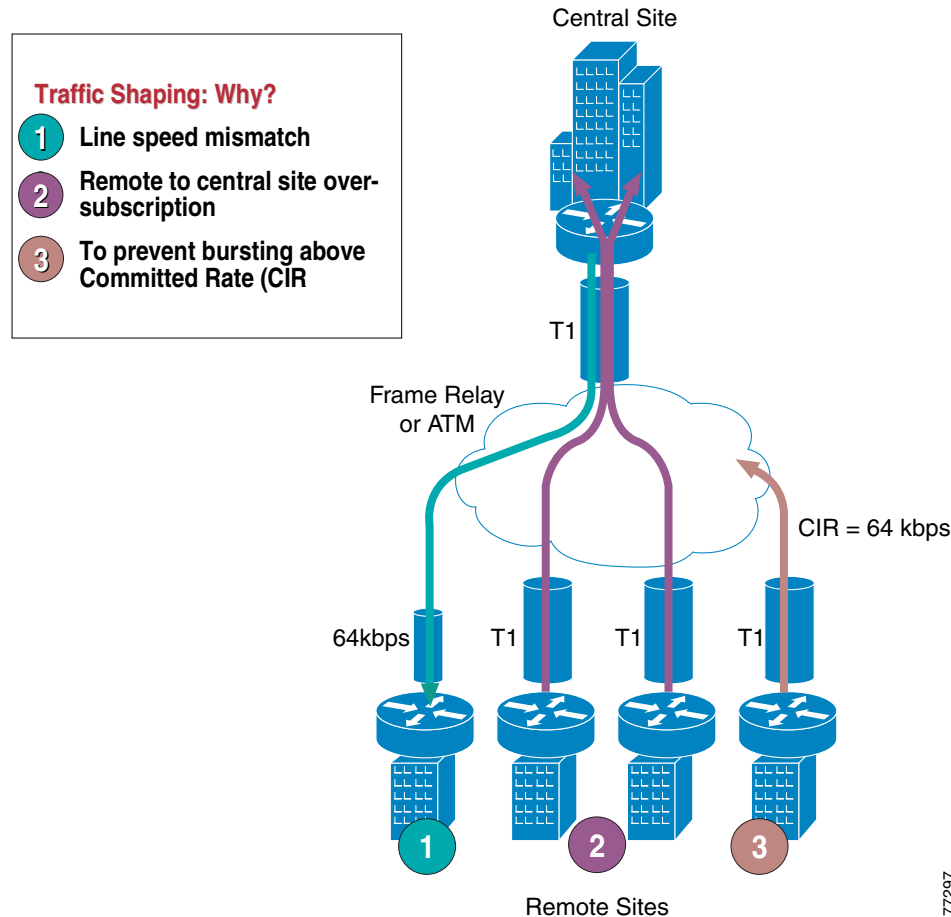 Central Site
Traffic Shaping: Why?
1 Line speed mismatch
2 Remote to central site over-
subscription
3 To prevent bursting above
Committed Rate (CIR
T1
Frame Relay
or ATM
CIR = 64 kbps
64kbps
T1
T1
T1
1
2
3
Remote Sites
77297